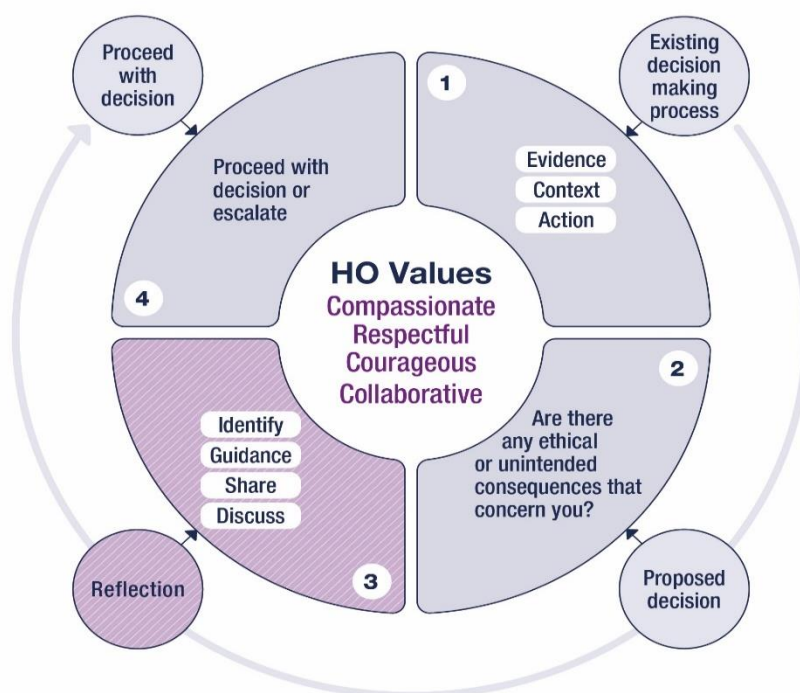 Proceed
with
decision
Existing
decision
making
process
1
Evidence
Context
Action
Proceed with
decision or
escalate
4
HO Values
Compassionate
Respectful
Courageous
Collaborative
2
Are there
any ethical
or unintended
consequences that
concern you?
Identify
Guidance
Share
Discuss
3
Reflection
Proposed
decision